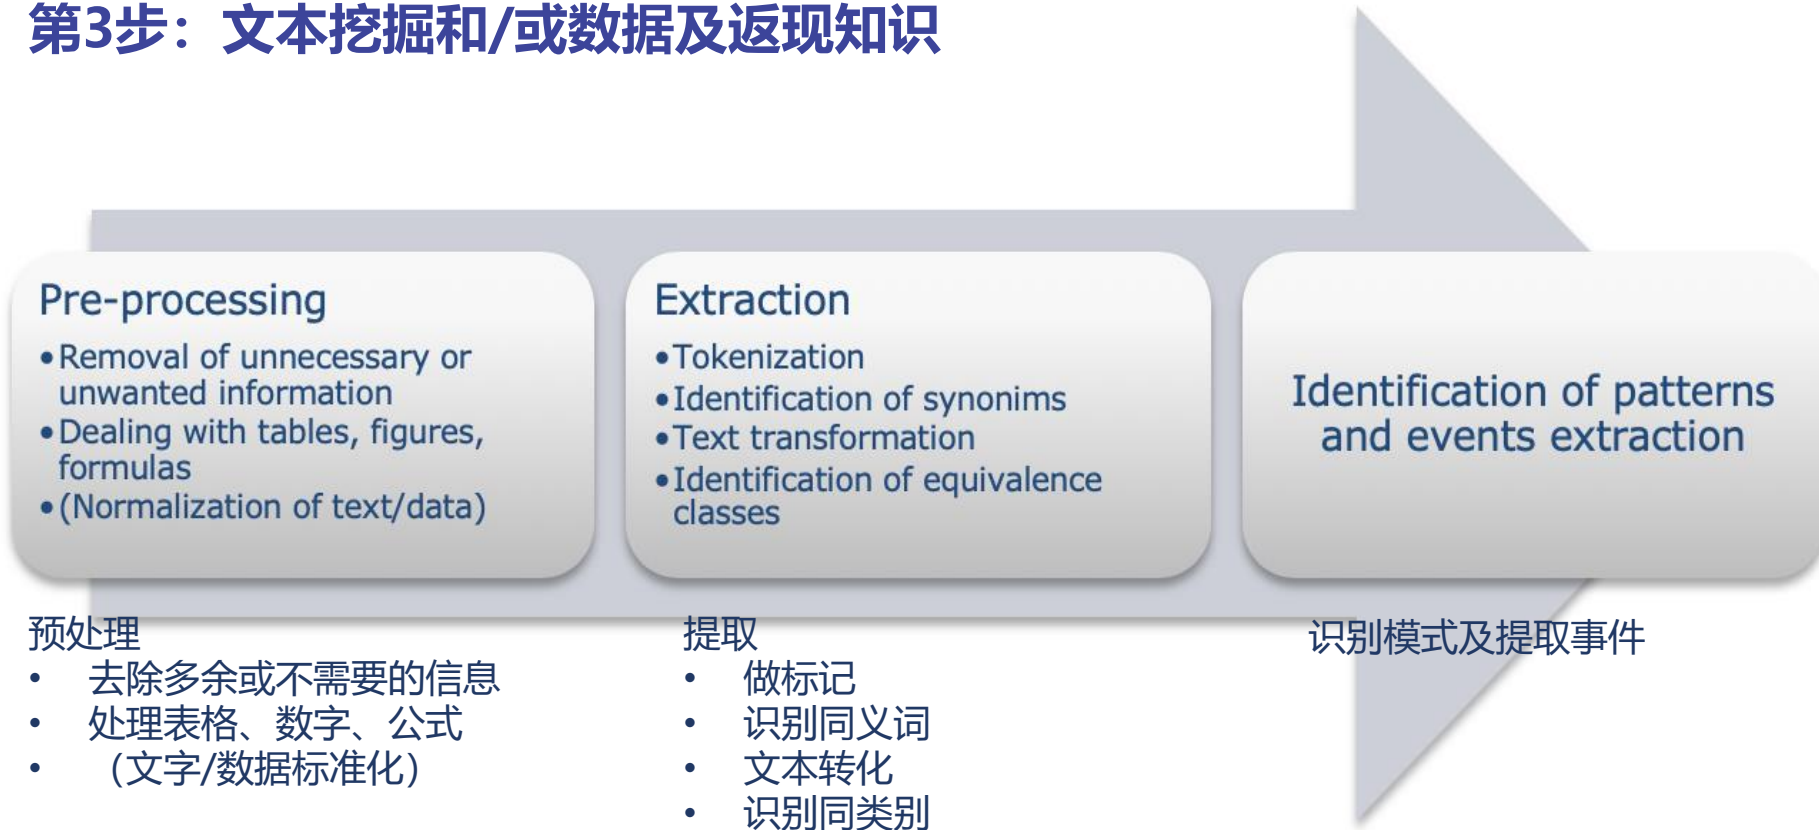 第3步：文本挖掘和/或数据及返现知识
Pre-processing
•Removal of unnecessary or
unwanted information
•Dealing with tables, figures,
formulas
•(Normalization of text/data)
Extraction
•Tokenization
•Identification of synonims
•Text transformation
•Identification of equivalence
classes
Identification of patterns
and events extraction
预处理
• 去除多余或不需要的信息
• 处理表格、数字、公式
• （文字/数据标准化）
提取
• 做标记
• 识别同义词
• 文本转化
• 识别同类别
识别模式及提取事件